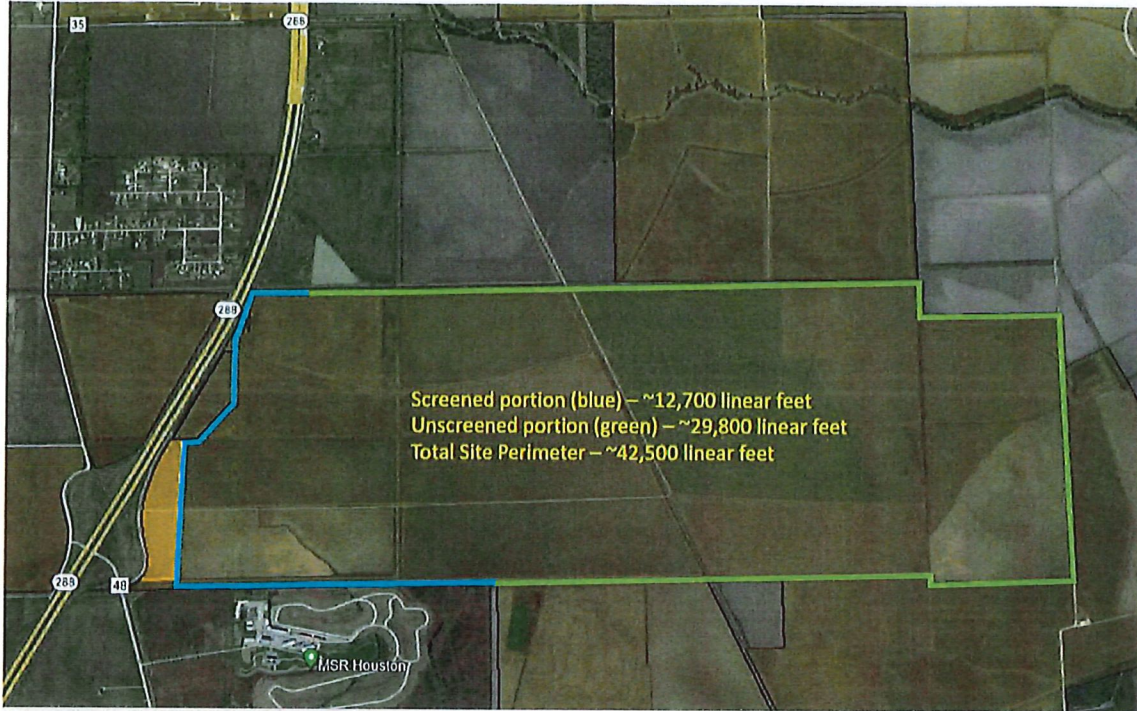 35
288
288
Screened portion (blue) – ~12,700 linear feet
Unscreened portion (green) – ~29,800 linear feet
Total Site Perimeter – ~42,500 linear feet
288
48
MSR Houston